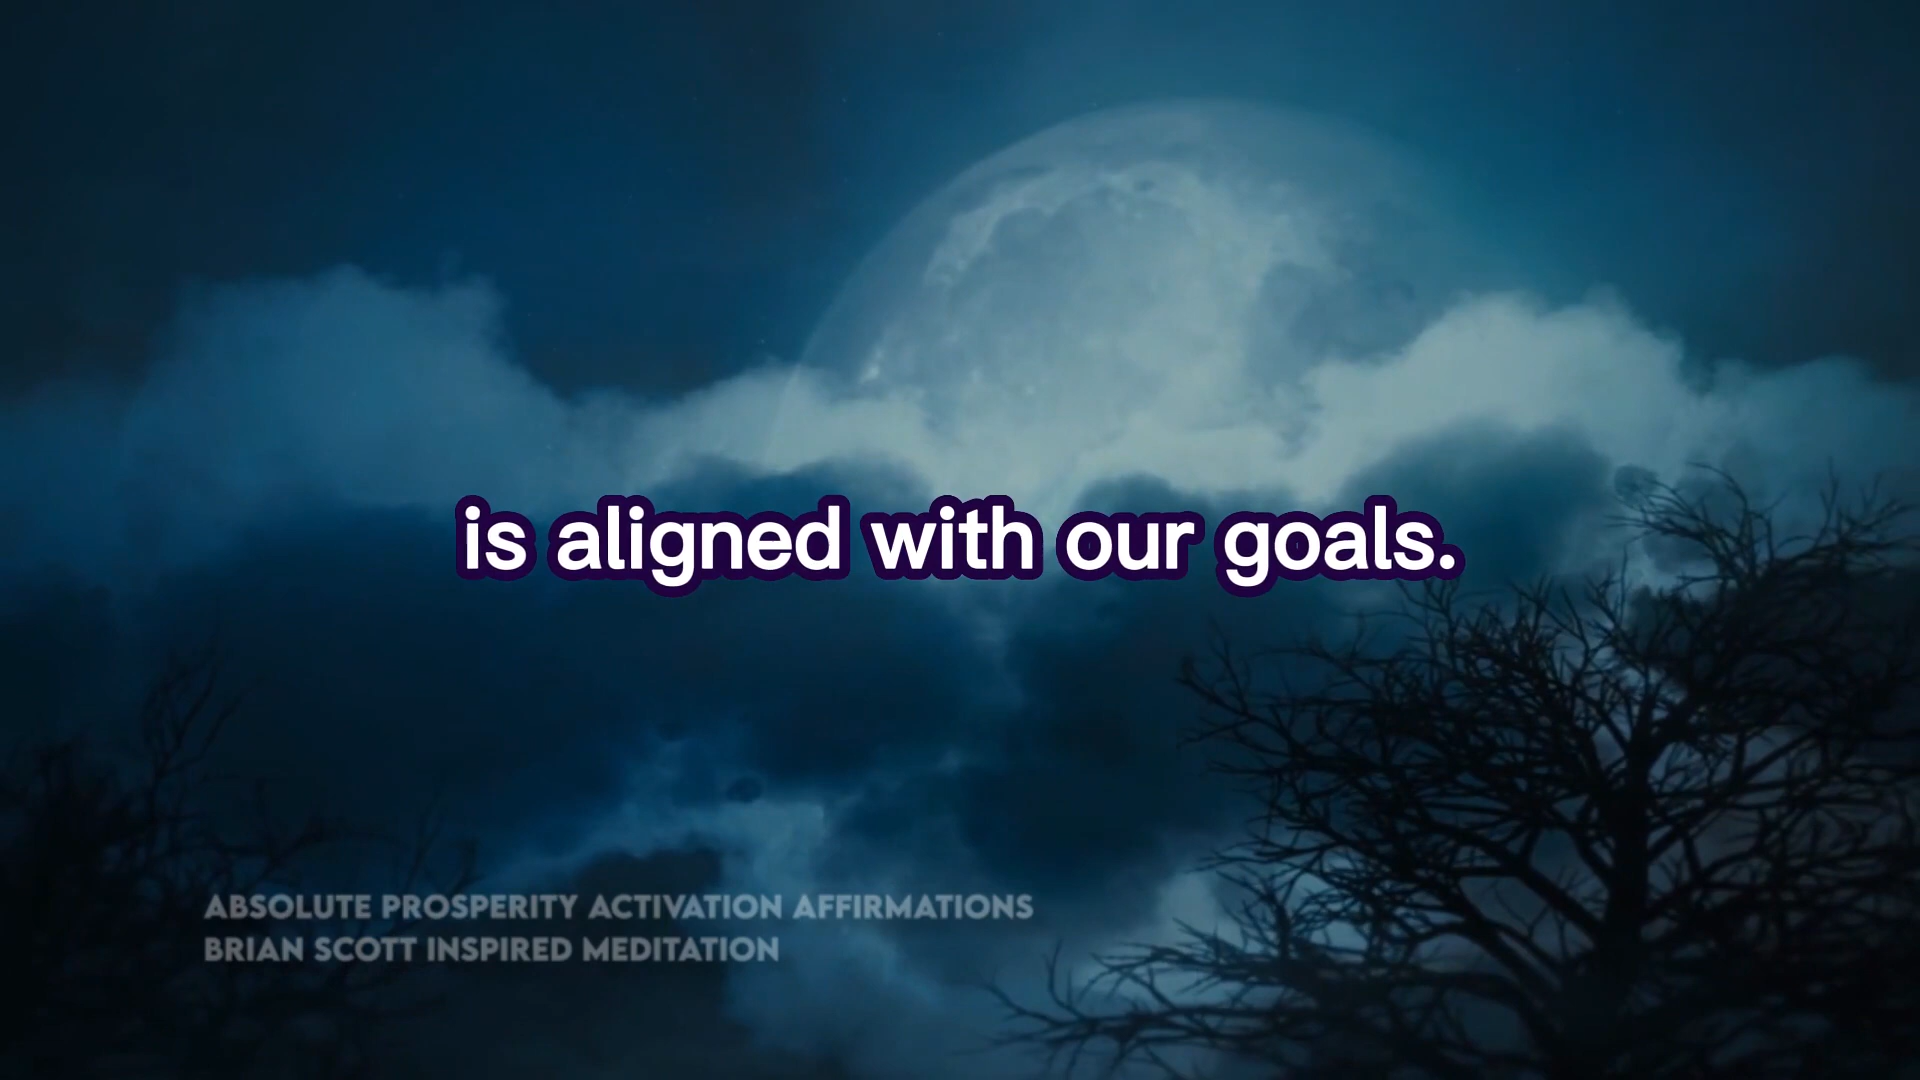 is aligned with our goals.
ABSOLUTE PROSPERITY ACTIVATION AFFIRMATIONS
BRIAN SCOTT INSPIRED MEDITATION